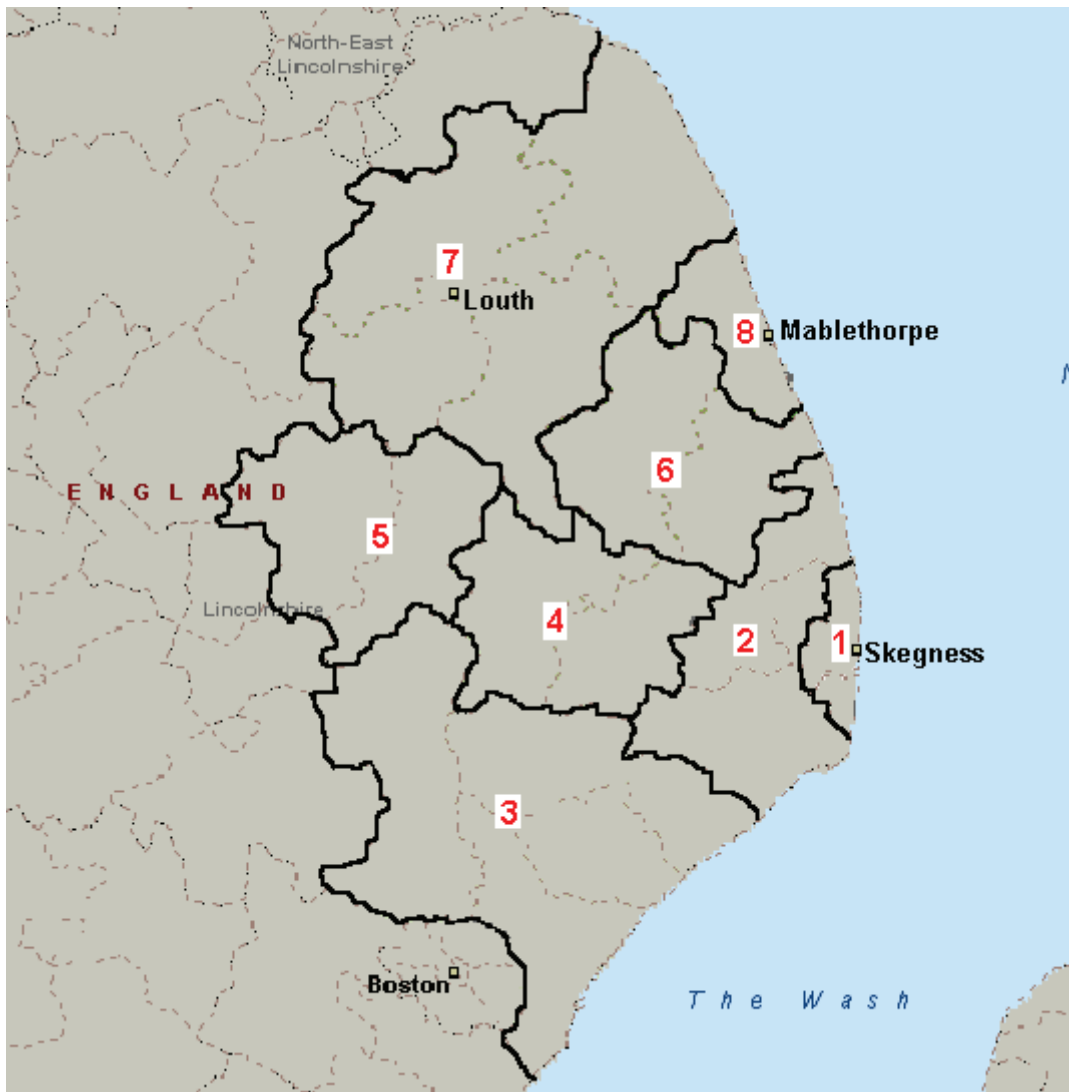 North-East
Lincolnshire
7
Louth
8
Mablethorpe
N
6
ENGLAND
5
Lincolnshire
4
2
1
Skegness
3
Boston
The Wash